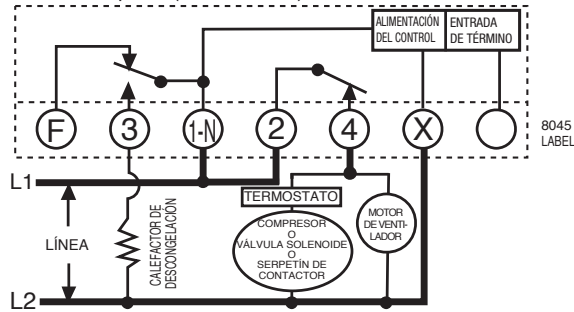 ALIMENTACIÓN
DEL CONTROL
ENTRADA
DE TÉRMINO
F
3
1-N
2
4
X
8045
LABEL
L1
TERMOSTATO
LÍNEA
CALEFACTOR DE
DESCONGELACIÓN
COMPRESOR
O
VÁLVULA SOLENOIDE
O
SERPETÍN DE
CONTACTOR
MOTOR
DE VENTI-
LADOR
L2